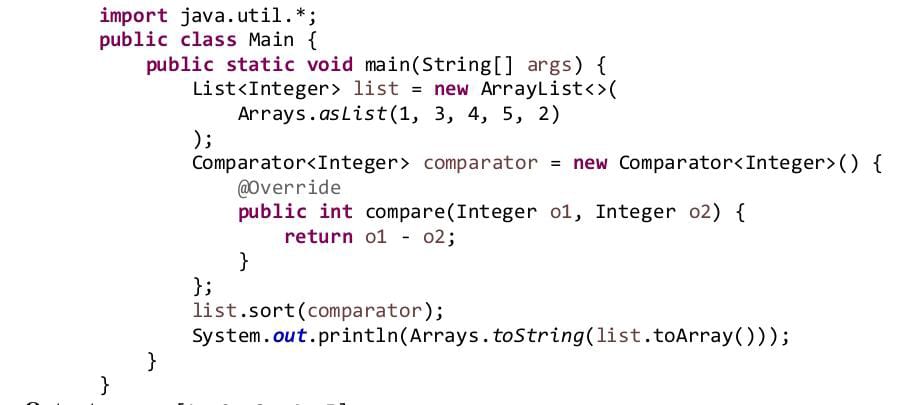 import java.util.*;
public class Main {
public static void main(String[] args) {
List<Integer> list = new ArrayList<>(
Arrays.asList(1, 3, 4, 5, 2)
);
Comparator<Integer> comparator = new Comparator<Integer>() {
@Override
public int compare(Integer o1, Integer o2) {
return o1 - o2;
}
};
list.sort(comparator);
System.out.println(Arrays.toString(list.toArray()));
}
}